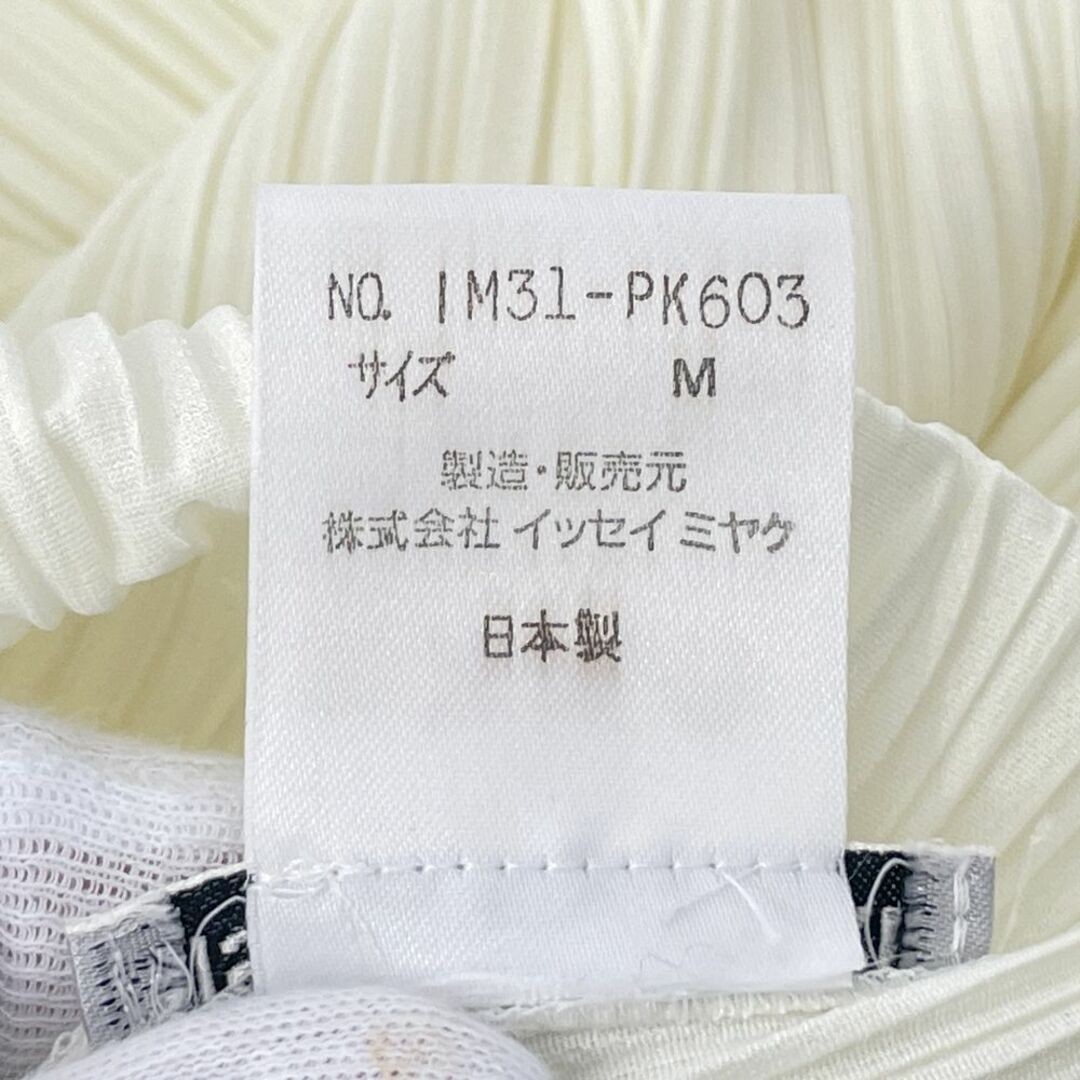 NO. IM31-PK603
サイズ M
製造・販売元
株式会社 イッセイ ミヤケ
日本製